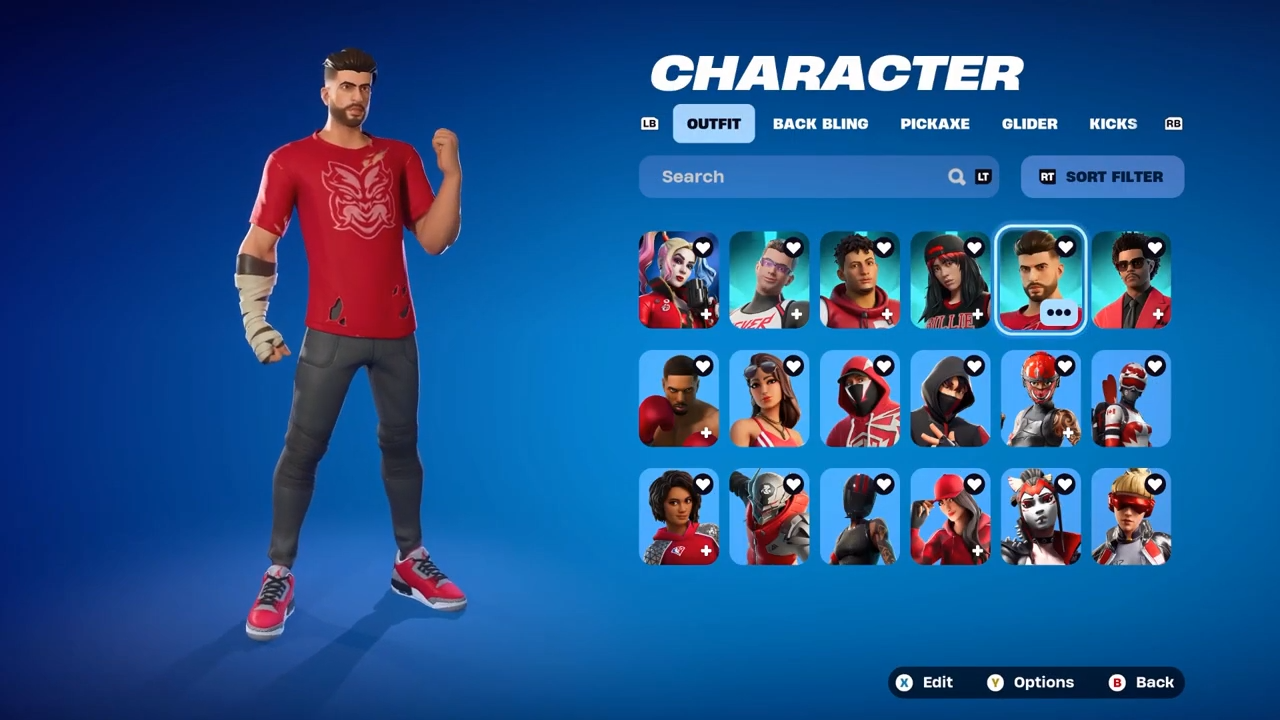 CHARACTER
LB OUTFIT BACK BLING PICKAXE GLIDER KICKS RB
Search LT RT SORT FILTER
X Edit Y Options B Back